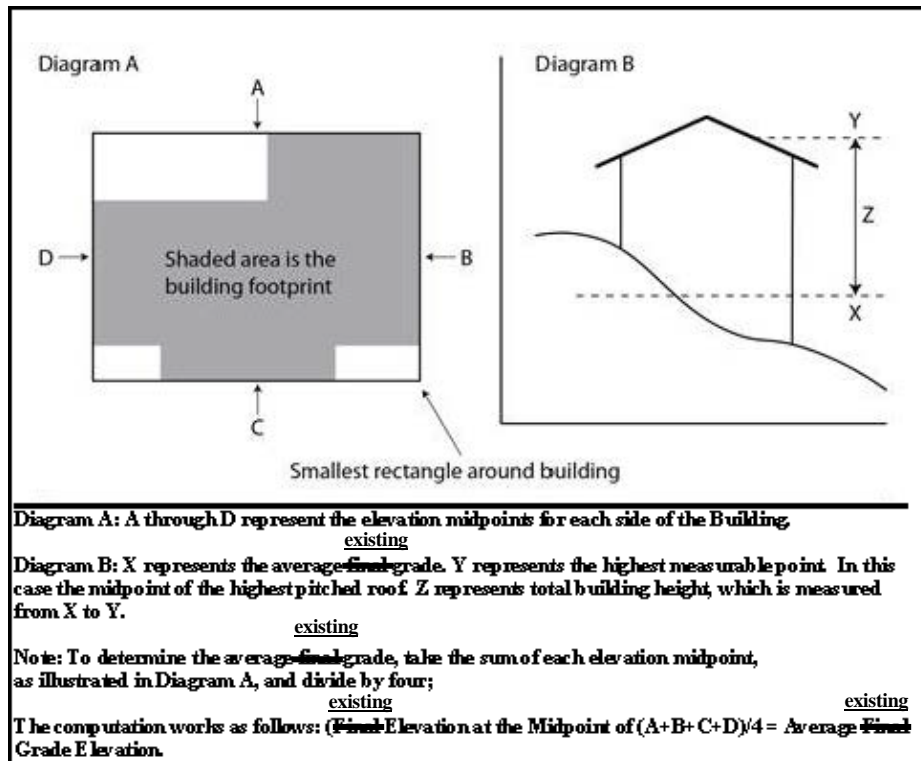 Diagram A
Diagram B
A
Y
D
Shaded area is the
building footprint
B
Z
X
C
Smallest rectangle around building
Diagram A: A through D represent the elevation midpoints for each side of the Building.
existing
Diagram B: X represents the average final grade. Y represents the highest measurable point. In this
case the midpoint of the highest pitched roof. Z represents total building height, which is measured
from X to Y.
existing
Note: To determine the average final grade, take the sum of each elevation midpoint,
as illustrated in Diagram A, and divide by four;
existing existing
The computation works as follows: (Final Elevation at the Midpoint of (A+B+C+D)/4 = Average Final
Grade Elevation.